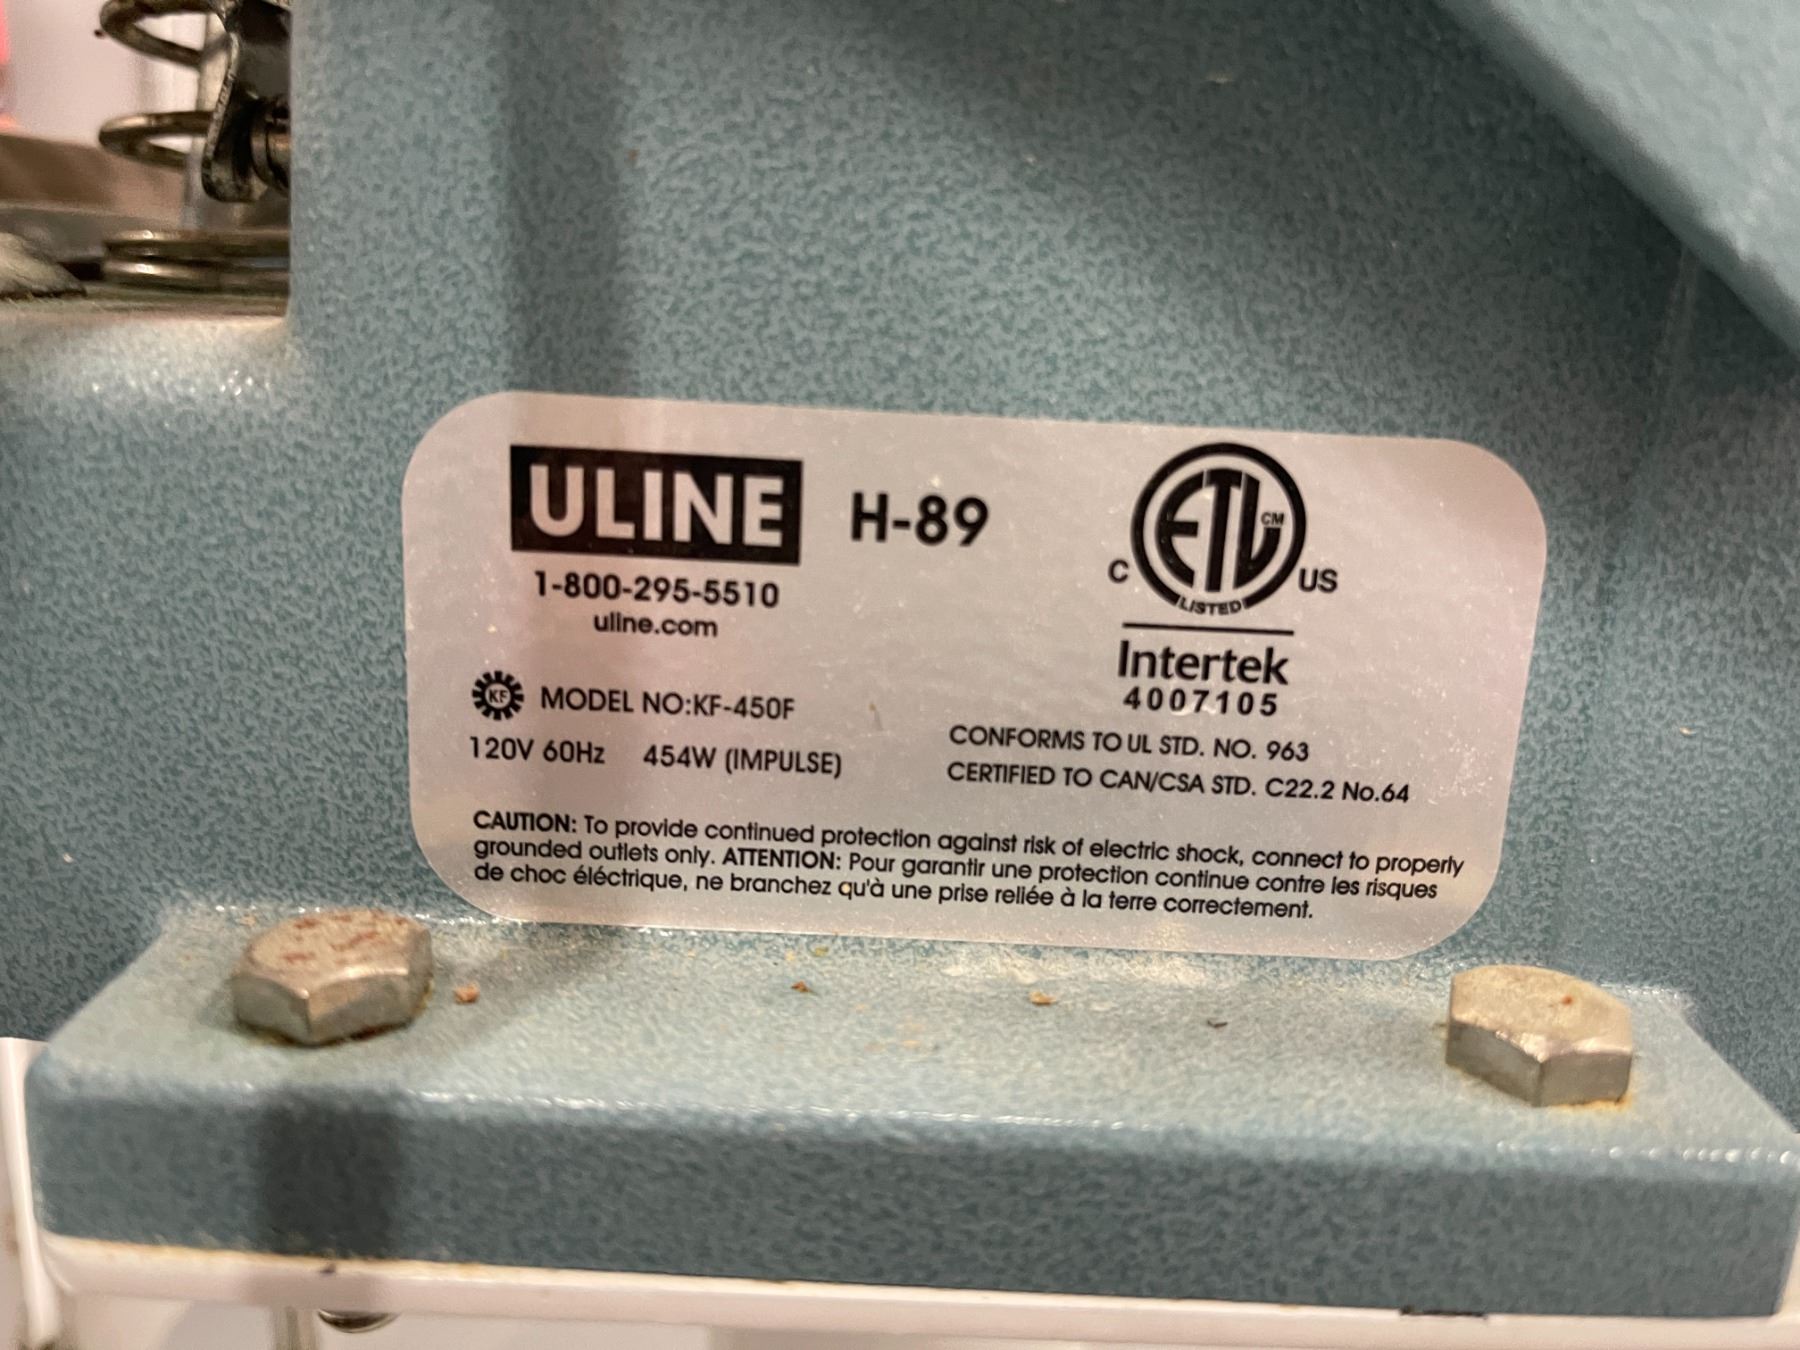 ULINE H-89
1-800-295-5510
uline.com
KF MODEL NO:KF-450F
120V 60Hz 454W (IMPULSE)
C ETL CM US
LISTED
Intertek
4007105
CONFORMS TO UL STD. NO. 963
CERTIFIED TO CAN/CSA STD. C22.2 No.64
CAUTION: To provide continued protection against risk of electric shock, connect to properly
grounded outlets only. ATTENTION: Pour garantir une protection continue contre les risques
de choc éléctrique, ne branchez qu'à une prise reliée à la terre correctement.